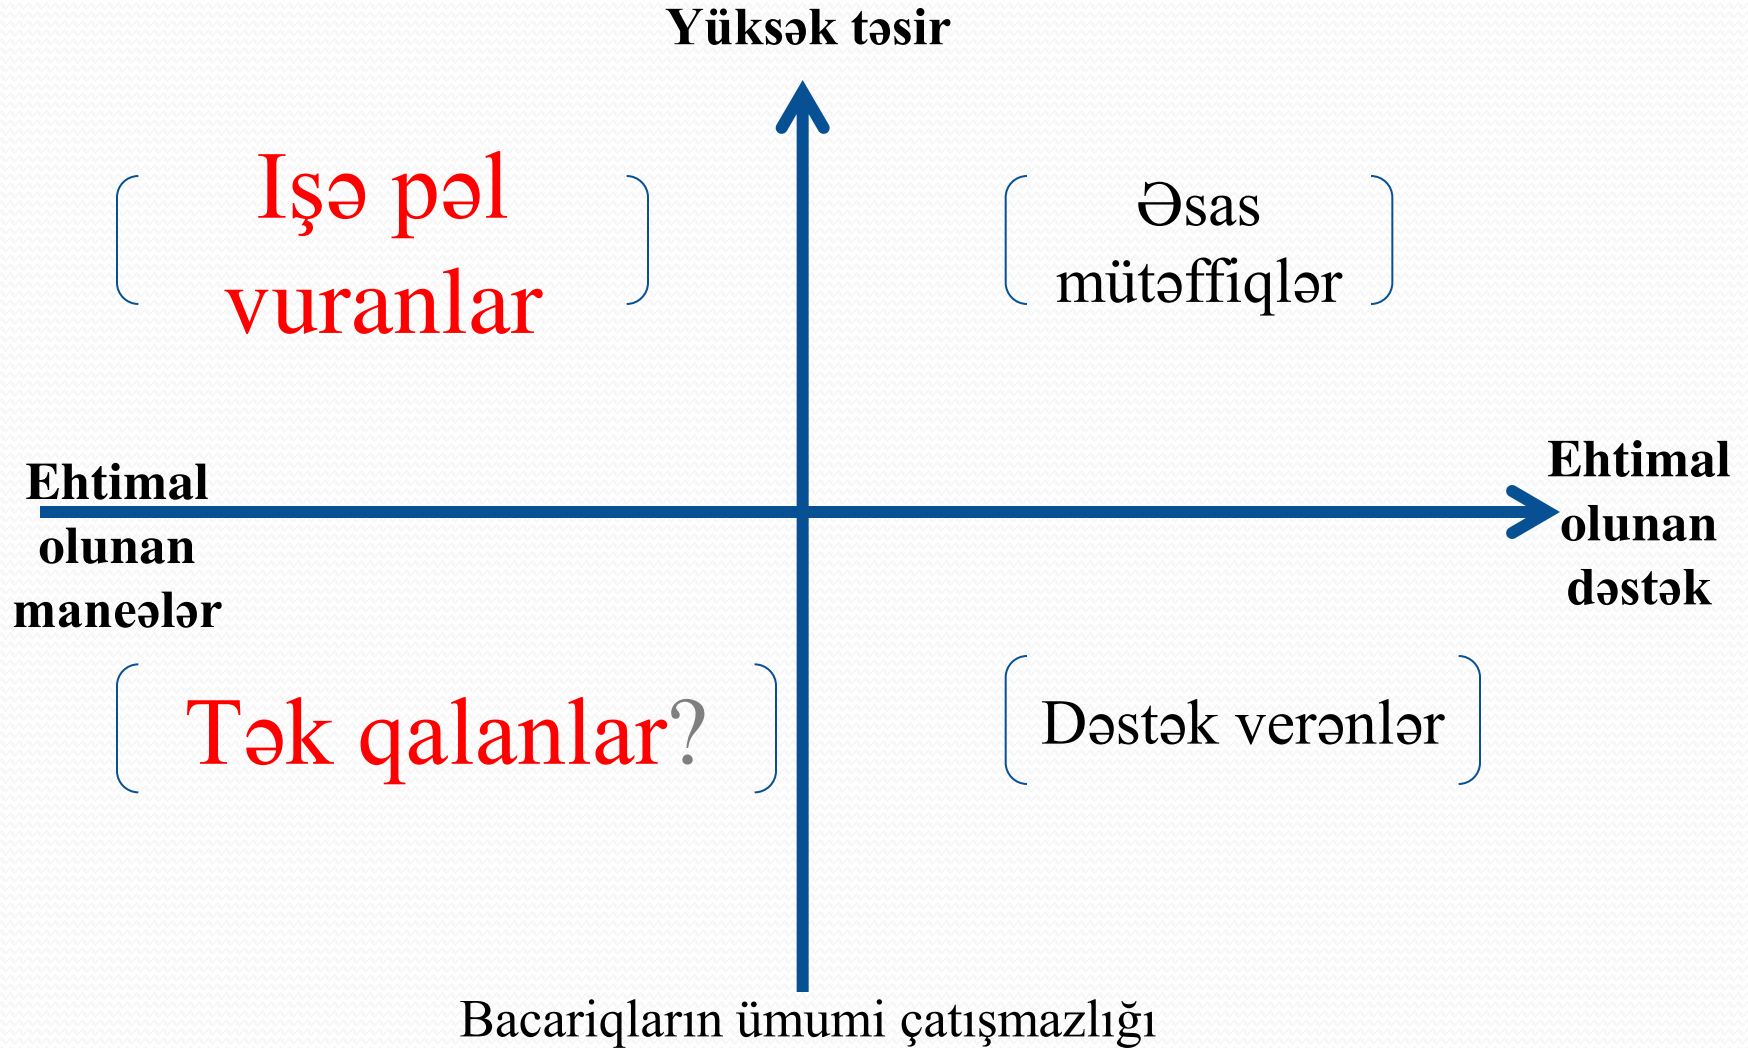 Yüksək təsir
Işə pəl
vuranlar
Əsas
mütəffiqlər
Ehtimal
olunan
maneələr
Ehtimal
olunan
dəstək
Tək qalanlar?
Dəstək verənlər
Bacariqların ümumi çatışmazlığı